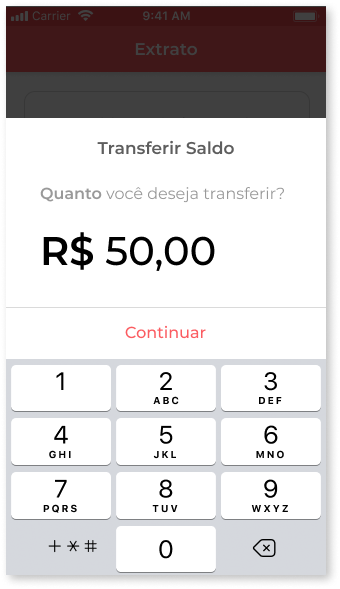 Carrier 9:41 AM
Extrato
Transferir Saldo
Quanto você deseja transferir?
R$ 50,00
Continuar
1 2 3
ABC DEF
4 5 6
GHI JKL MNO
7 8 9
PQRS TUV WXYZ
+*# 0